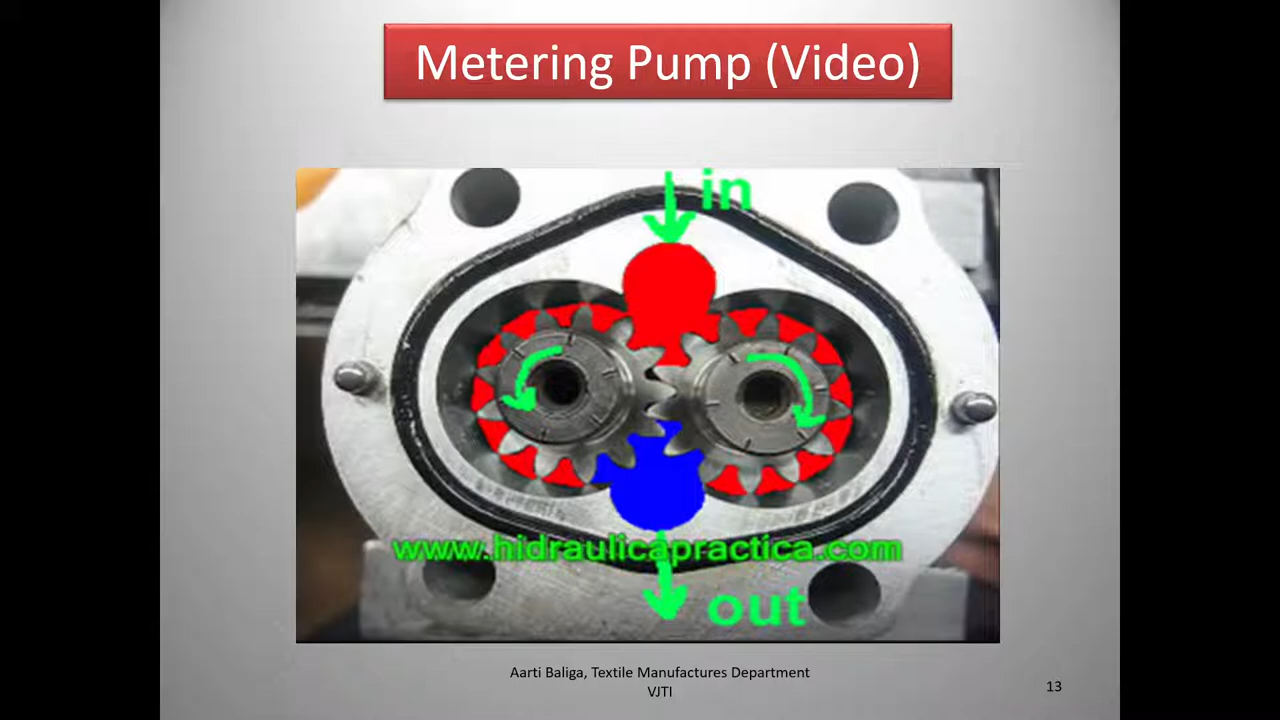 Metering Pump (Video)
in
www.hidraulicapractica.com
out
Aarti Baliga, Textile Manufactures Department
VJTI
13